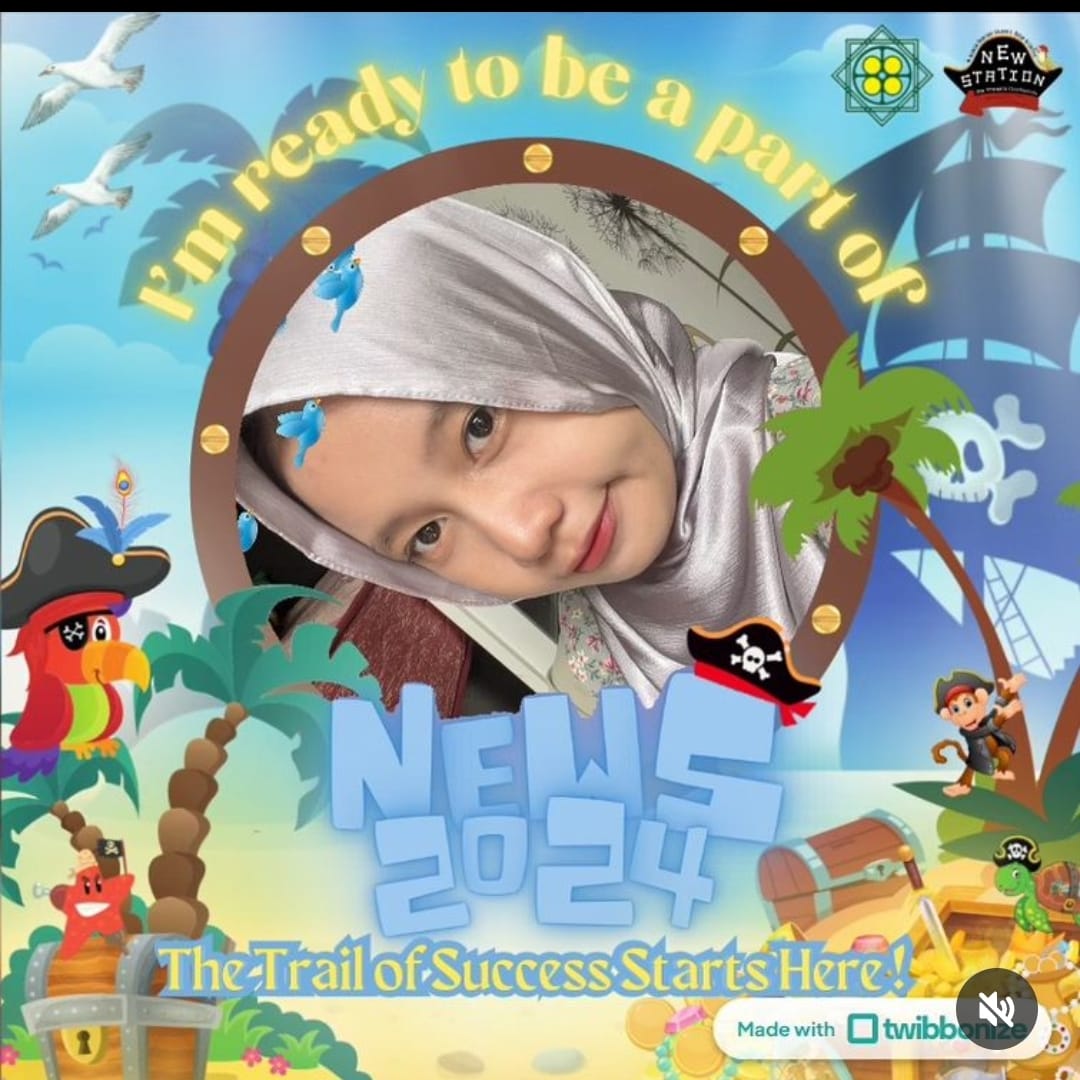 I'm ready to be a part of
NEW
STATION
NEWS
2024
The Trail of Success Starts Here!
Made with twibbonize